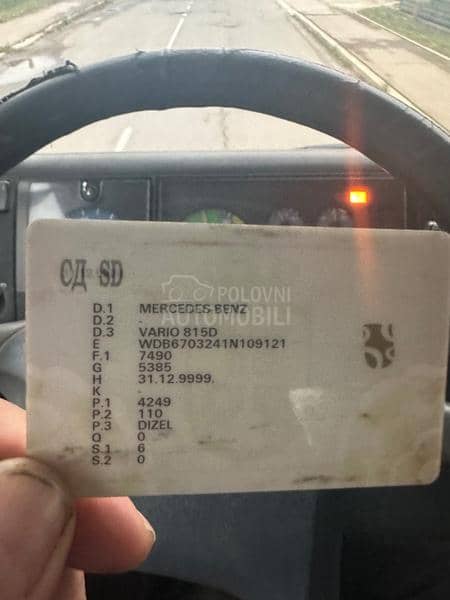 СД SD
POLOVNI
AUTOMOBILI
D.1 MERCEDES-BENZ
D.2 -
D.3 VARIO 815D
E WDB6703241N109121
F.1 7490
G 5385
H 31.12.9999.
K -
P.1 4249
P.2 110
P.3 DIZEL
Q 0
S.1 6
S.2 0